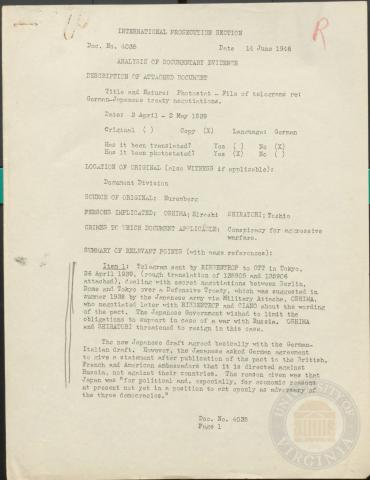 R
INTERNATIONAL PROSECUTION SECTION
Doc. No. 4035 Date 14 June 1946
ANALYSIS OF DOCUMENTARY EVIDENCE
DESCRIPTION OF ATTACHED DOCUMENT
Title and Nature: Photostat - File of telegrams re:
German-Japanese treaty negotiations.
Date: 2 April - 2 May 1939
Original ( ) Copy (X) Language: German
Has it been translated? Yes ( ) No (X)
Has it been photostated? Yes (X) No ( )
LOCATION OF ORIGINAL (also WITNESS if applicable):
Document Division
SOURCE OF ORIGINAL: Nuremberg
PERSONS IMPLICATED: OSHIMA; Hiroshi SHIRATORI; Toshio
CRIMES TO WHICH DOCUMENT APPLICABLE: Conspiracy for aggressive
warfare.
SUMMARY OF RELEVANT POINTS (with page references):
Item 1: Telegram sent by RIBBENTROP to OTT in Tokyo,
26 April 1939, (rough translation of 135905 and 135906
attached), dealing with secret negotiations between Berlin,
Rome and Tokyo over a Defensive Treaty, which was suggested in
summer 1938 by the Japanese army via Military Attache, OSHIMA,
who negotiated later with RIBBENTROP and CIANO about the wording
of the pact. The Japanese Government wished to limit the
obligations to support in case of a war with Russia. OSHIMA
and SHIRATORI threatened to resign in this case.
The new Japanese draft agreed basically with the German-
Italian draft. However, the Japanese asked German agreement
to give a statement after publication of the pact to the British,
French and American ambassadors that it is directed against
Russia, not against their countries. The reason given was that
Japan was "for political and, especially, for economic reasons
at present not yet in a position to act openly as adversary of
the three democracies."
Doc. No. 4035
Page 1
UNIVERSITY OF VIRGINIA